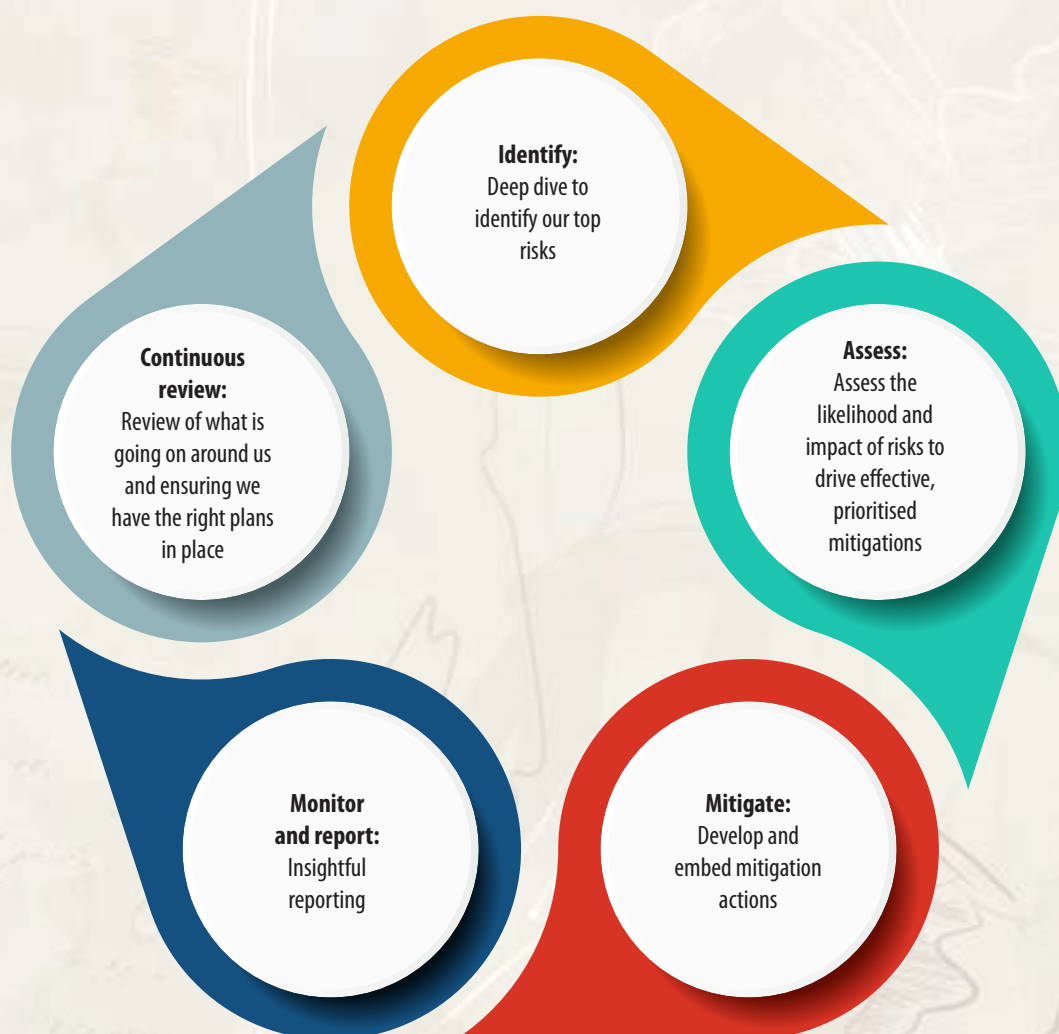 Identify:
Deep dive to
identify our top
risks
Assess:
Assess the
likelihood and
impact of risks to
drive effective,
prioritised
mitigations
Mitigate:
Develop and
embed mitigation
actions
Monitor
and report:
Insightful
reporting
Continuous
review:
Review of what is
going on around us
and ensuring we
have the right plans
in place